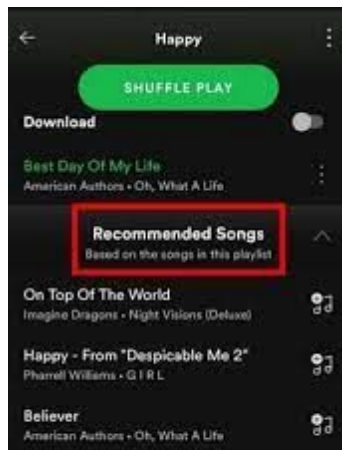 Happy
SHUFFLE PLAY
Download
Best Day Of My Life
American Authors • Oh, What A Life
Recommended Songs
Based on the songs in this playlist
On Top Of The World
Imagine Dragons • Night Visions (Deluxe)
Happy - From "Despicable Me 2"
Pharrell Williams • G I R L
Believer
American Authors • Oh, What A Life